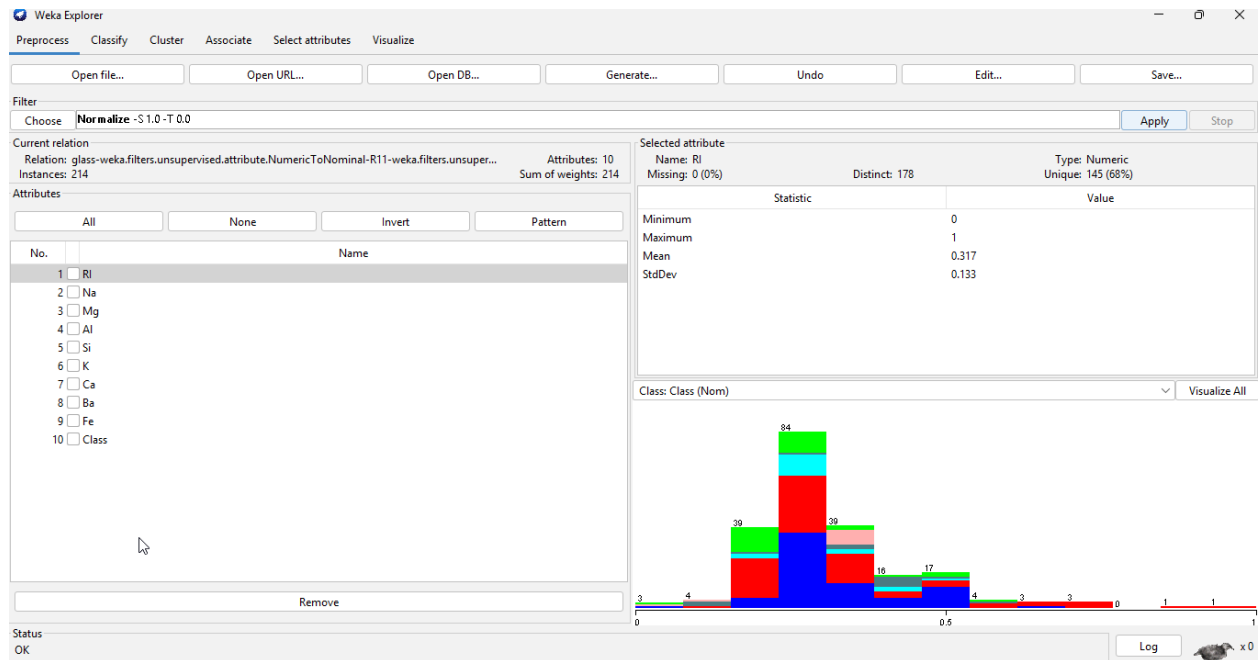 Weka Explorer
Preprocess Classify Cluster Associate Select attributes Visualize
Open file... Open URL... Open DB... Generate... Undo Edit... Save...
Filter
Choose Normalize -S 1.0 -T 0.0 Apply Stop
Current relation
Relation: glass-weka.filters.unsupervised.attribute.NumericToNominal-R11-weka.filters.unsuper... Attributes: 10
Instances: 214 Sum of weights: 214
Attributes
All None Invert Pattern
No. Name
1 RI
2 Na
3 Mg
4 Al
5 Si
6 K
7 Ca
8 Ba
9 Fe
10 Class
Remove
Selected attribute
Name: RI Type: Numeric
Missing: 0 (0%) Distinct: 178 Unique: 145 (68%)
Statistic Value
Minimum 0
Maximum 1
Mean 0.317
StdDev 0.133
Class: Class (Nom) Visualize All
3 4 39 84 39 16 17 4 3 3 0 1 1
0 0.5 1
Status
OK Log x 0